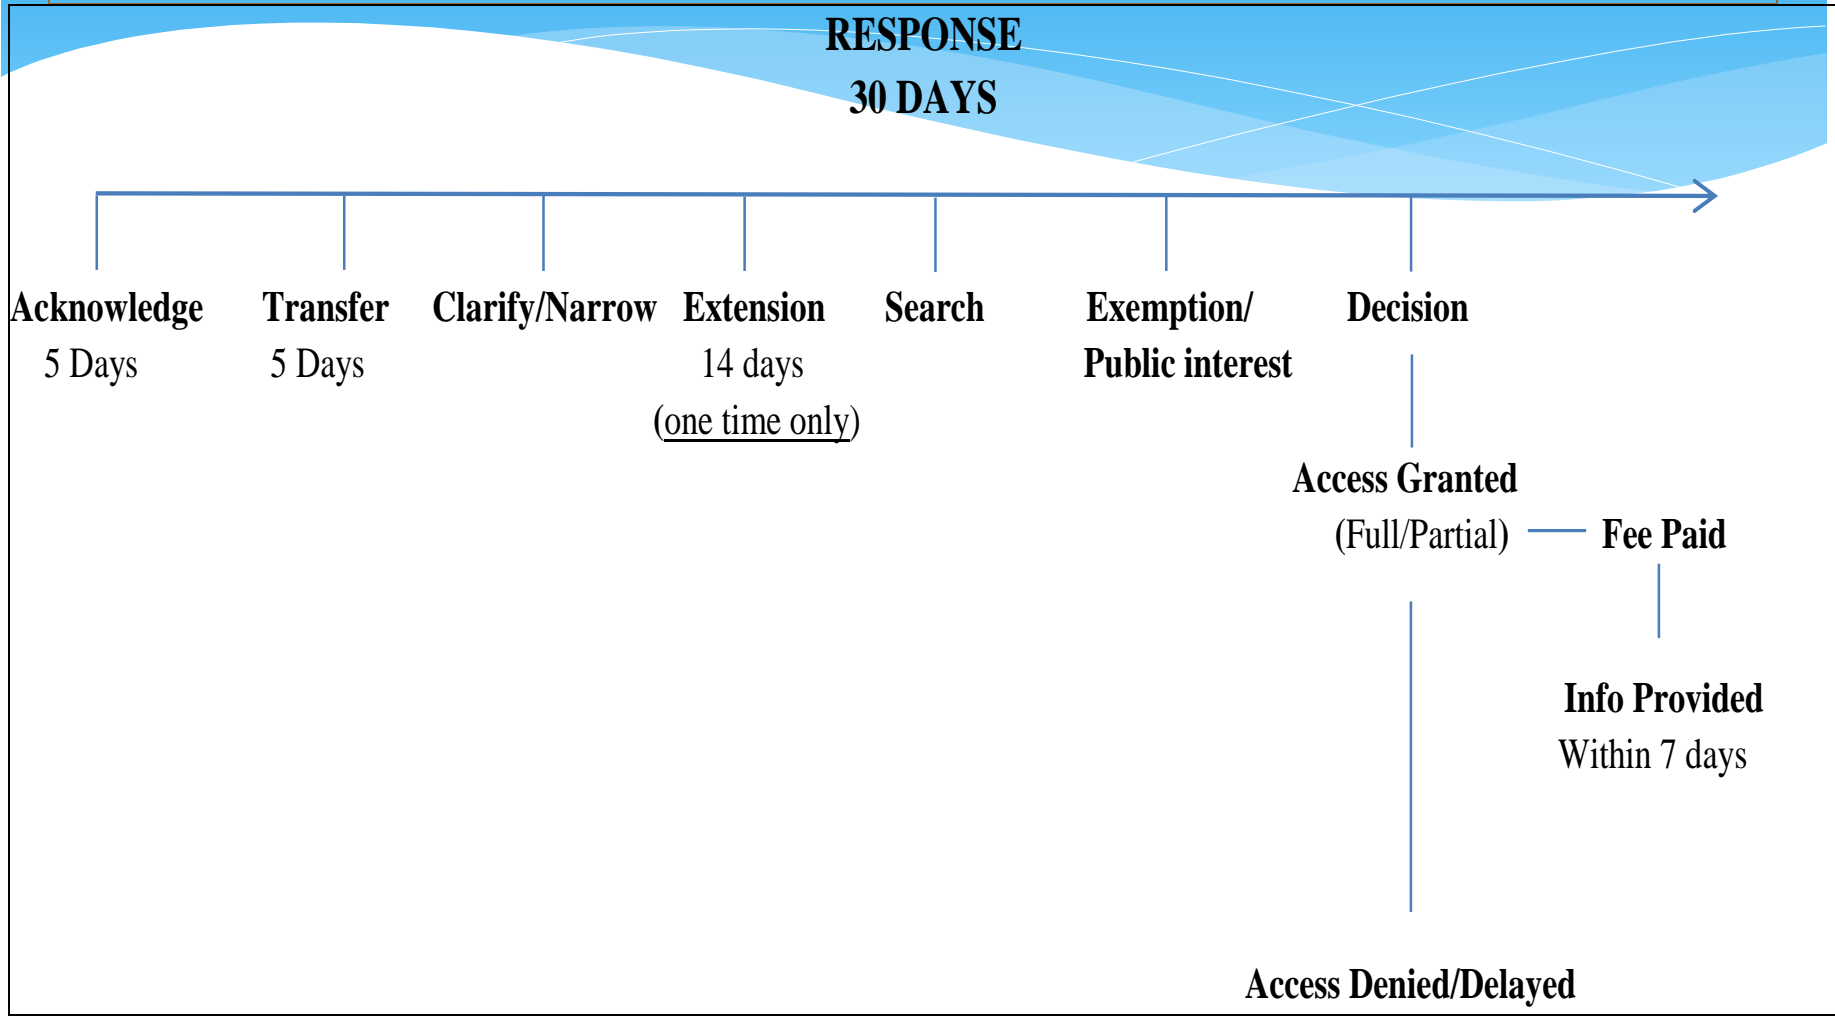 RESPONSE
30 DAYS
Acknowledge
5 Days
Transfer
5 Days
Clarify/Narrow
Extension
14 days
(one time only)
Search
Exemption/
Public interest
Decision
Access Granted
(Full/Partial)
Fee Paid
Info Provided
Within 7 days
Access Denied/Delayed